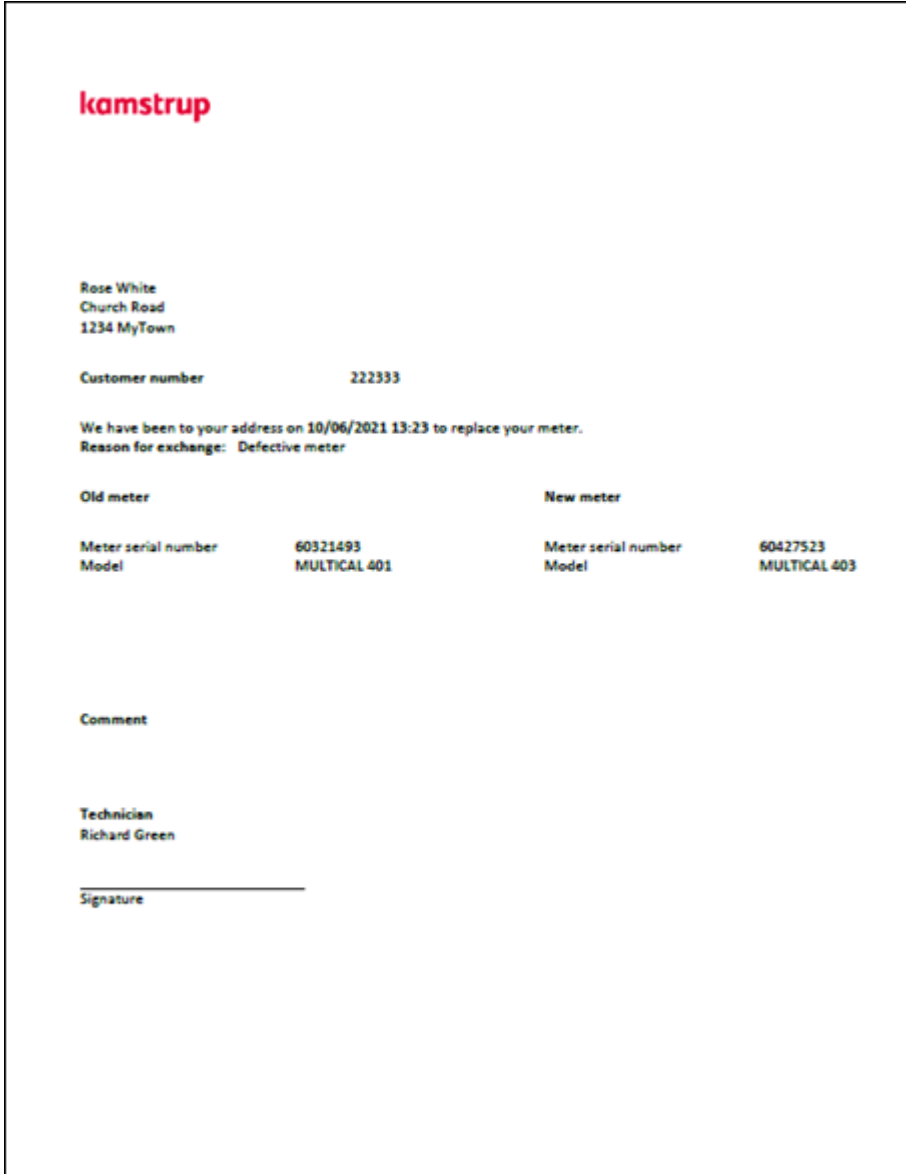 kamstrup
Rose White
Church Road
1234 MyTown
Customer number 222333
We have been to your address on 10/06/2021 13:23 to replace your meter.
Reason for exchange: Defective meter
Old meter New meter
Meter serial number 60321493 Meter serial number 60427523
Model MULTICAL 401 Model MULTICAL 403
Comment
Technician
Richard Green
Signature